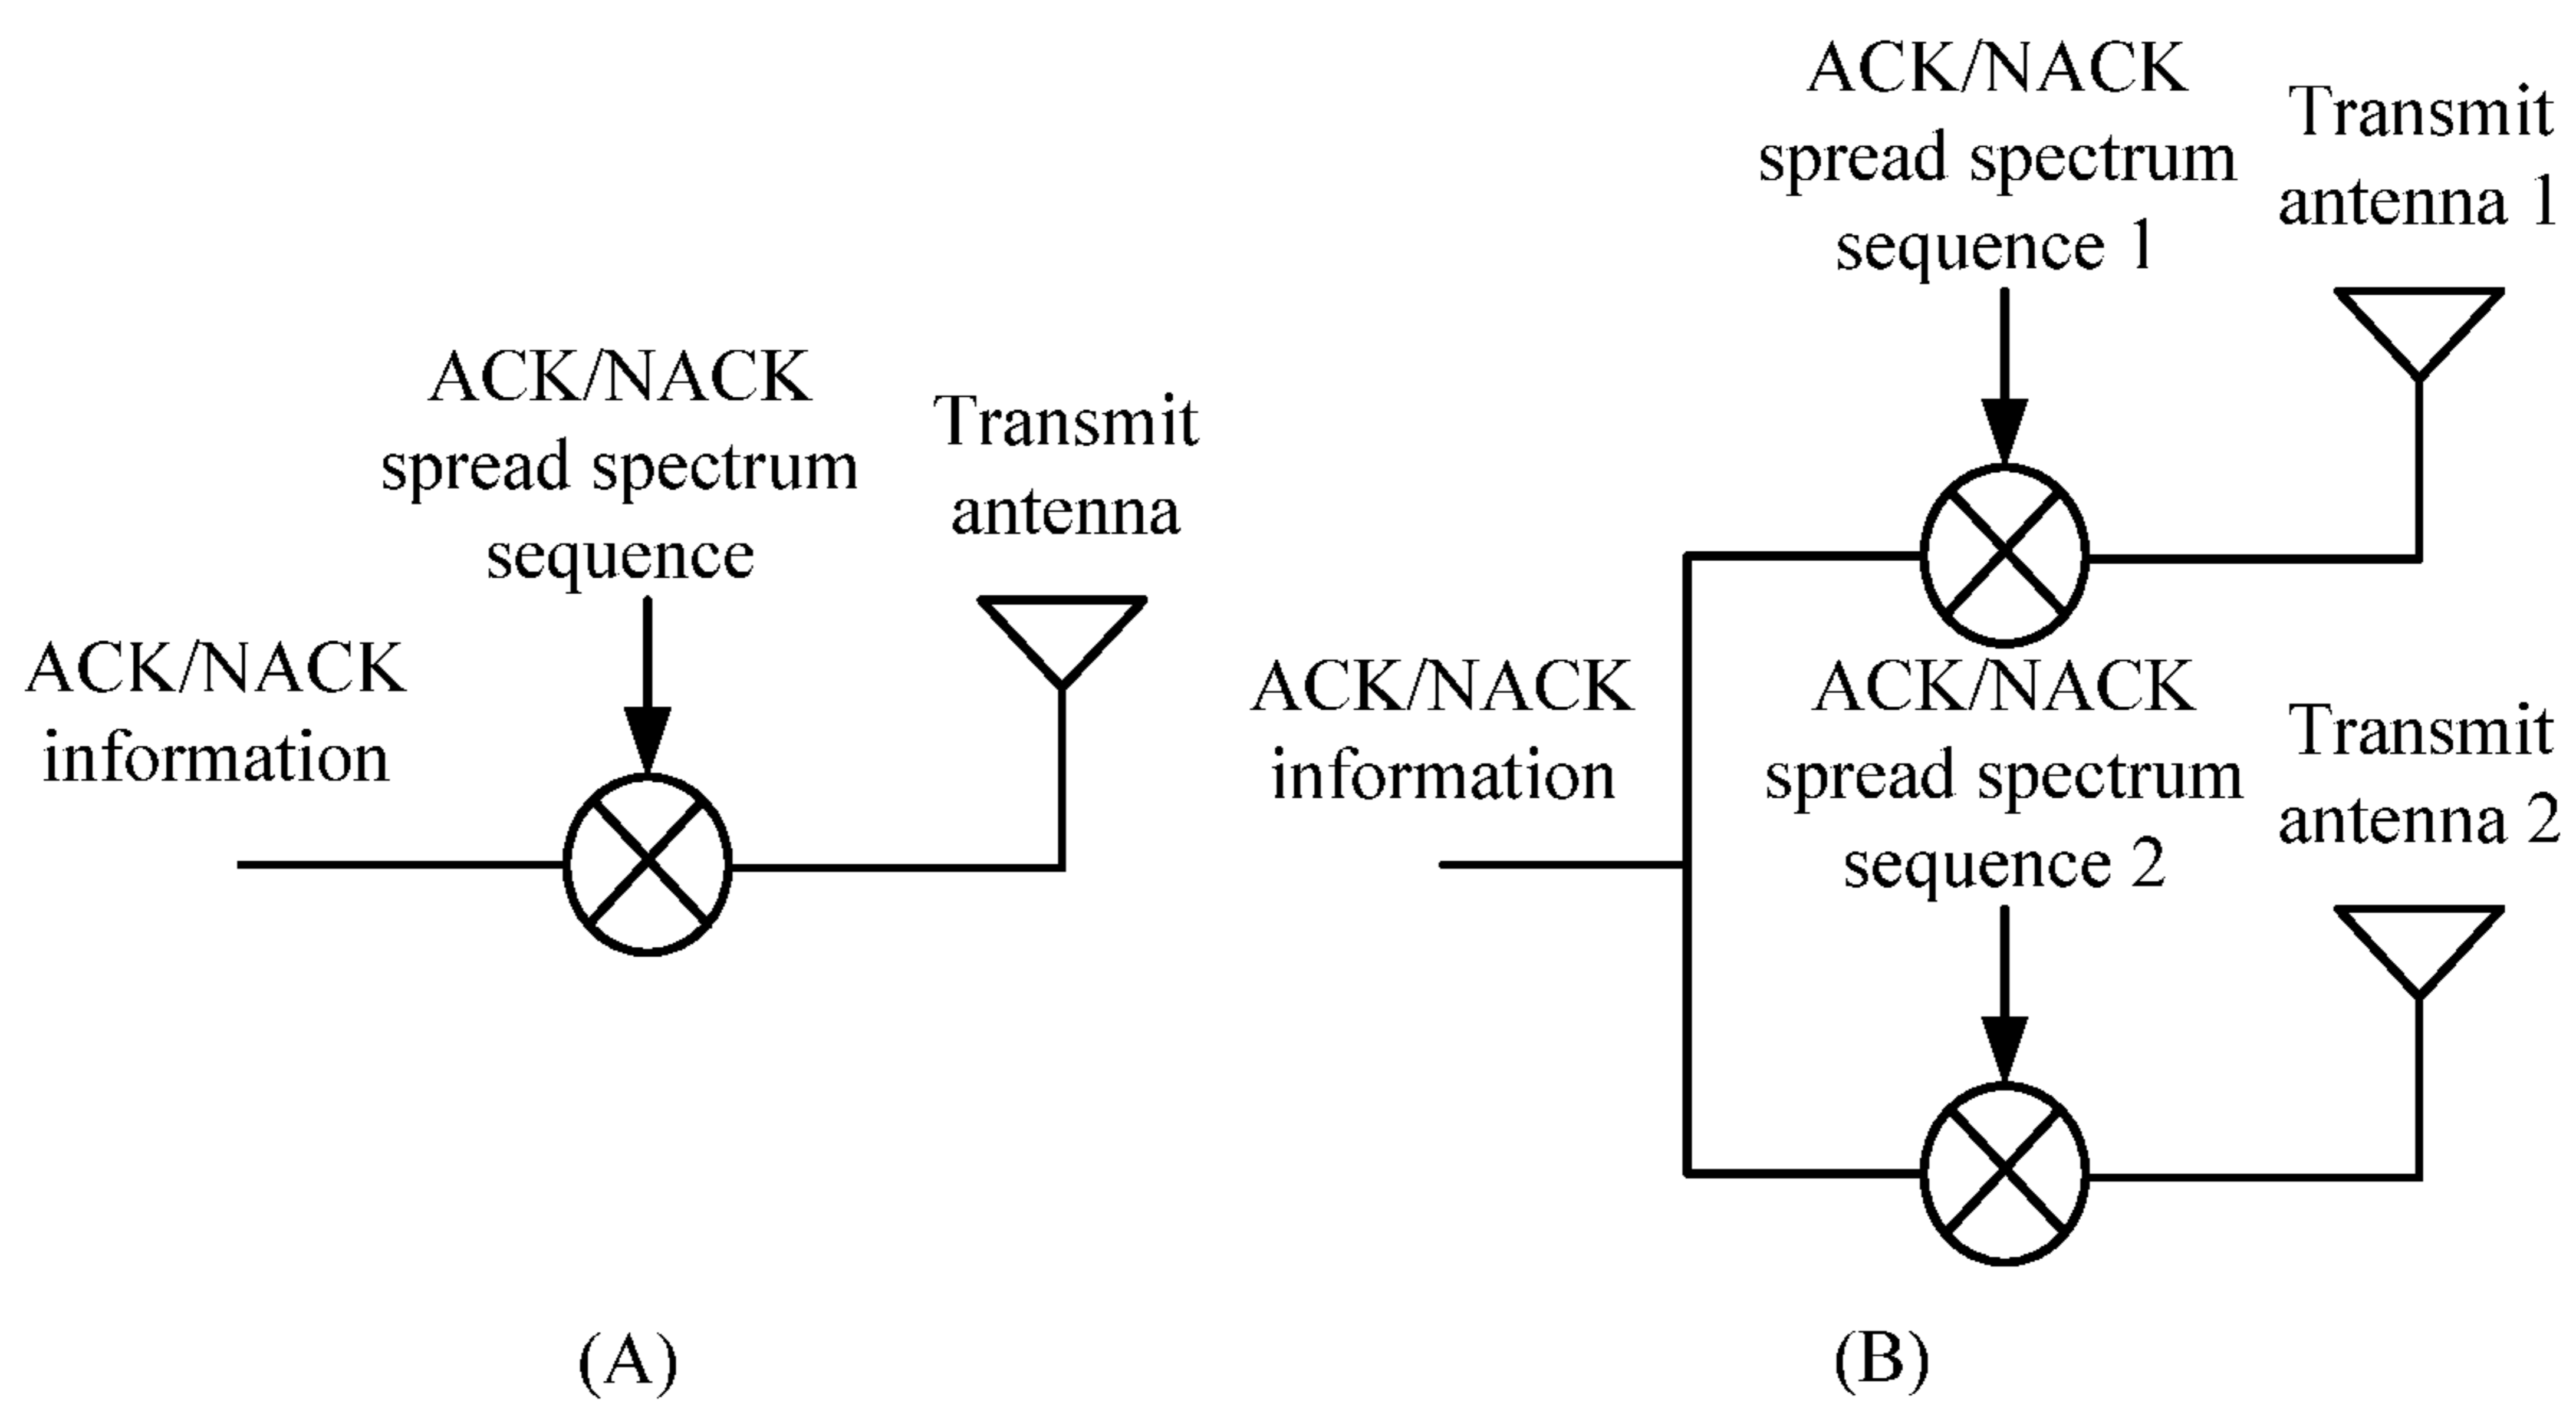 ACK/NACK
spread spectrum
sequence
Transmit
antenna
ACK/NACK
information
(A)
ACK/NACK
spread spectrum
sequence 1
Transmit
antenna 1
ACK/NACK
information
ACK/NACK
spread spectrum
sequence 2
Transmit
antenna 2
(B)